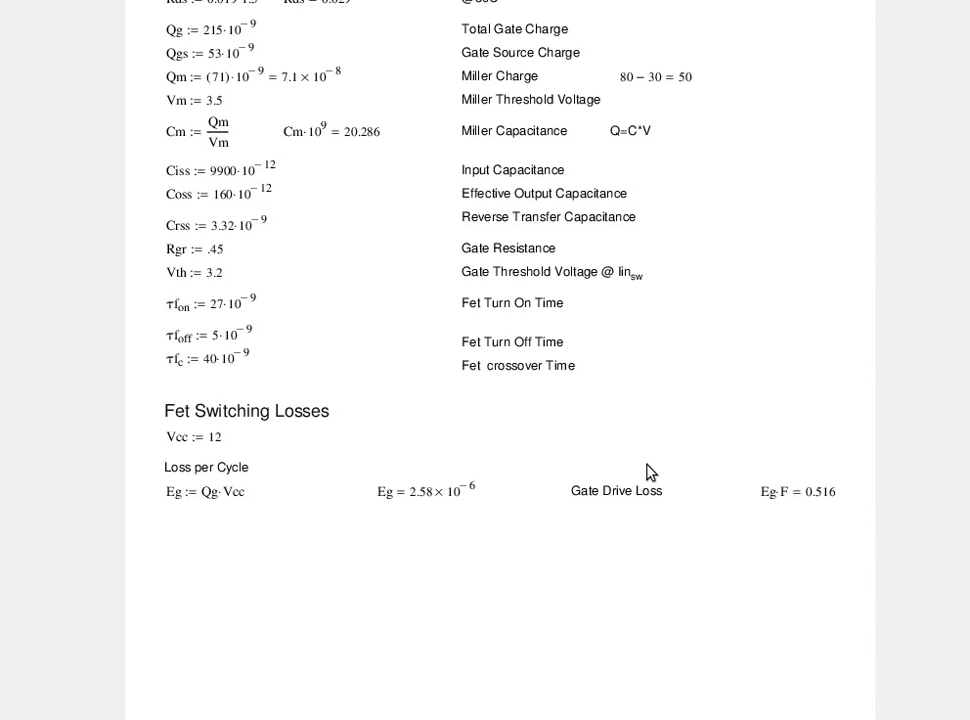 Qg := 215·10^-9 Total Gate Charge
Qgs := 53·10^-9 Gate Source Charge
Qm := (71)·10^-9 = 7.1 × 10^-8 Miller Charge 80 − 30 = 50
Vm := 3.5 Miller Threshold Voltage
Cm := Qm/Vm Cm·10^9 = 20.286 Miller Capacitance Q=C*V
Ciss := 9900·10^-12 Input Capacitance
Coss := 160·10^-12 Effective Output Capacitance
Crss := 3.32·10^-9 Reverse Transfer Capacitance
Rgr := .45 Gate Resistance
Vth := 3.2 Gate Threshold Voltage @ Iin_sw
τf_on := 27·10^-9 Fet Turn On Time
τf_off := 5·10^-9 Fet Turn Off Time
τf_c := 40·10^-9 Fet crossover Time
Fet Switching Losses
Vcc := 12
Loss per Cycle
Eg := Qg·Vcc Eg = 2.58 × 10^-6 Gate Drive Loss Eg·F = 0.516